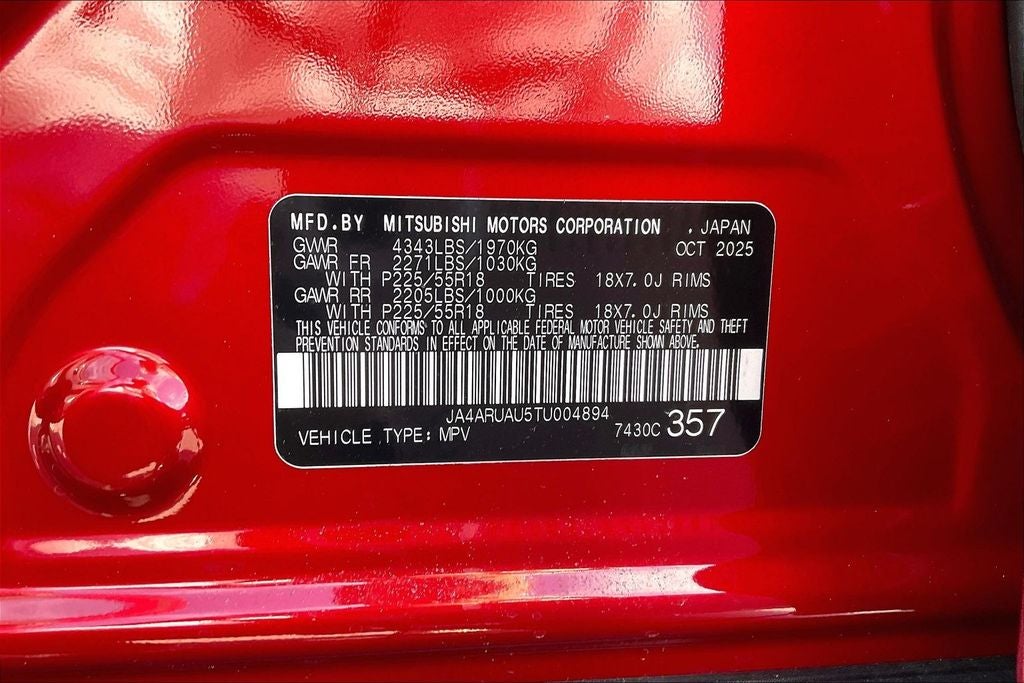 MFD.BY MITSUBISHI MOTORS CORPORATION . JAPAN
GVWR 4343LBS/1970KG OCT 2025
GAWR FR 2271LBS/1030KG
WITH P225/55R18 TIRES 18X7.0J RIMS
GAWR RR 2205LBS/1000KG
WITH P225/55R18 TIRES 18X7.0J RIMS
THIS VEHICLE CONFORMS TO ALL APPLICABLE FEDERAL MOTOR VEHICLE SAFETY AND THEFT
PREVENTION STANDARDS IN EFFECT ON THE DATE OF MANUFACTURE SHOWN ABOVE.
JA4ARUAU5TU004894
VEHICLE TYPE: MPV 7430C 357